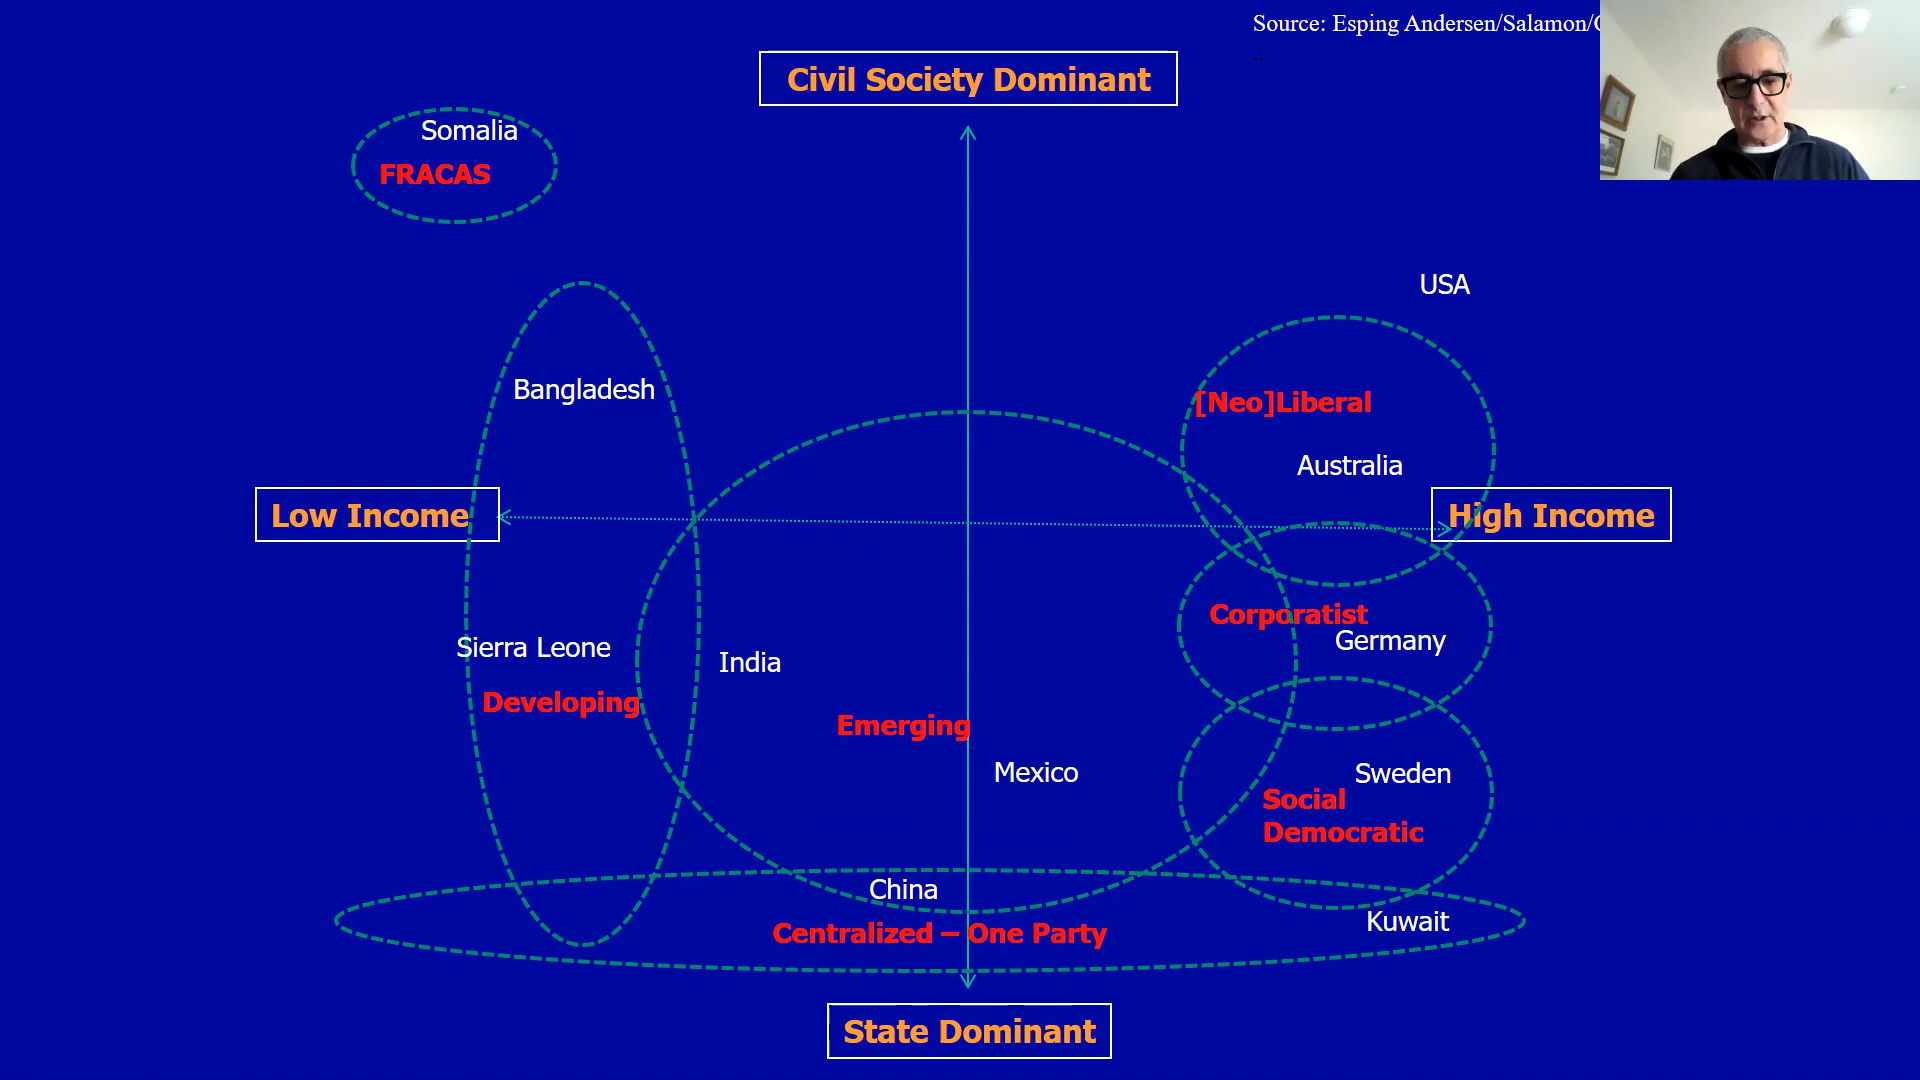 Source: Esping Andersen/Salamon/
..
Civil Society Dominant
Somalia
FRACAS
USA
Bangladesh
[Neo]Liberal
Australia
Low Income
High Income
Corporatist
Germany
Sierra Leone
India
Developing
Emerging
Mexico
Sweden
Social
Democratic
China
Kuwait
Centralized – One Party
State Dominant